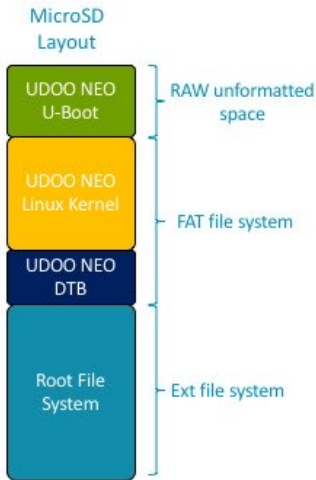 MicroSD
Layout
UDOO NEO
U-Boot
RAW unformatted
space
UDOO NEO
Linux Kernel
FAT file system
UDOO NEO
DTB
Root File
System
Ext file system